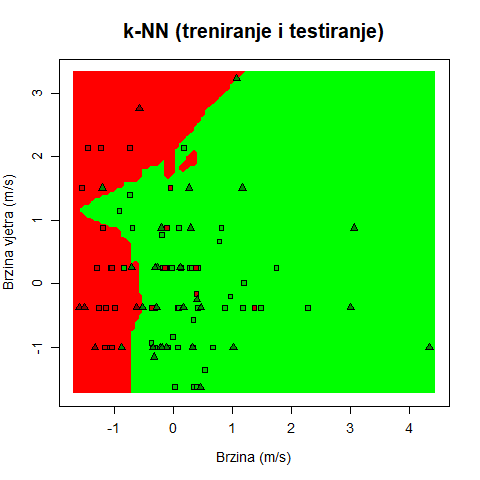 k-NN (treniranje i testiranje)
Brzina vjetra (m/s)
3
2
1
0
-1
-1 0 1 2 3 4
Brzina (m/s)